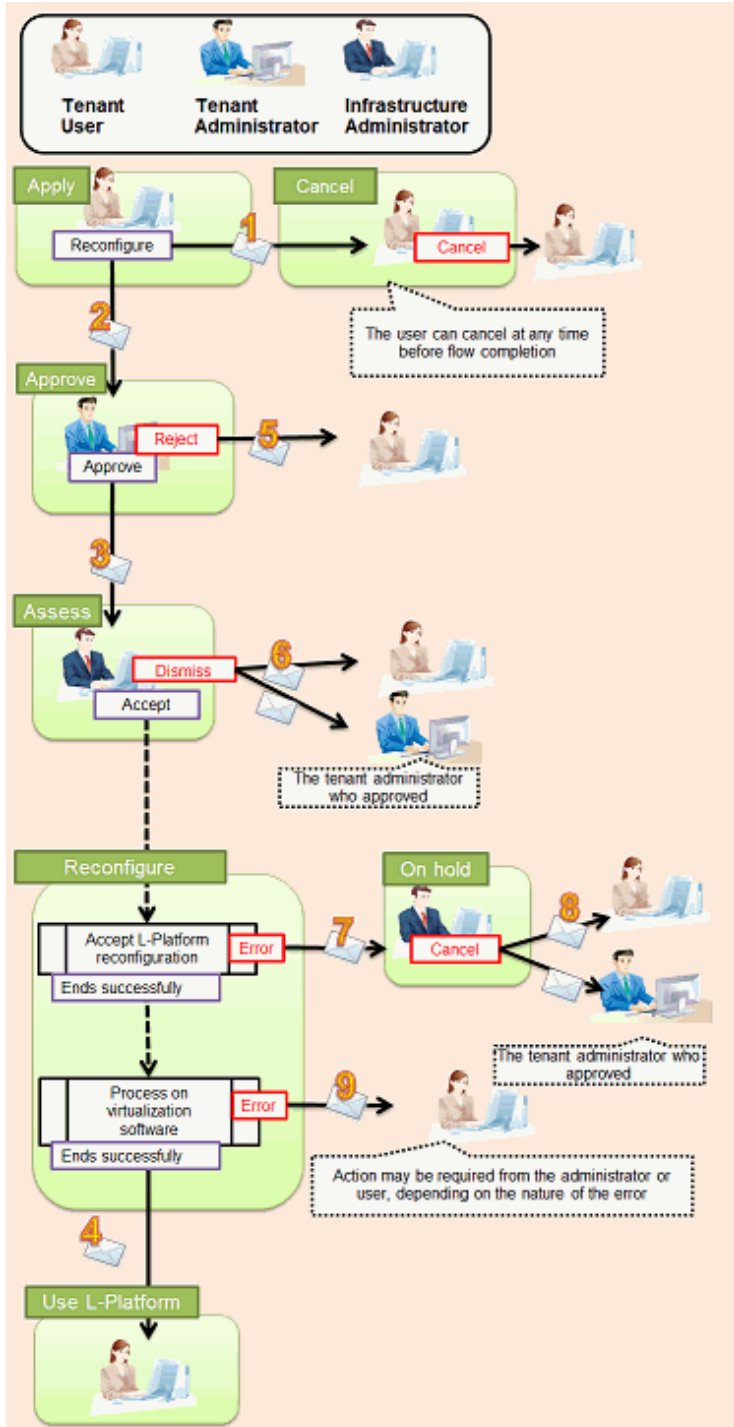 Tenant
User
Tenant
Administrator
Infrastructure
Administrator
Apply
Cancel
Reconfigure
1
Cancel
2
The user can cancel at any time
before flow completion
Approve
Reject
5
Approve
3
Assess
Dismiss
6
Accept
The tenant administrator
who approved
Reconfigure
On hold
Accept L-Platform
reconfiguration
Error
7
Cancel
8
Ends successfully
The tenant administrator who
approved
Process on
virtualization
software
Error
9
Ends successfully
Action may be required from the administrator or
user, depending on the nature of the error
4
Use L-Platform